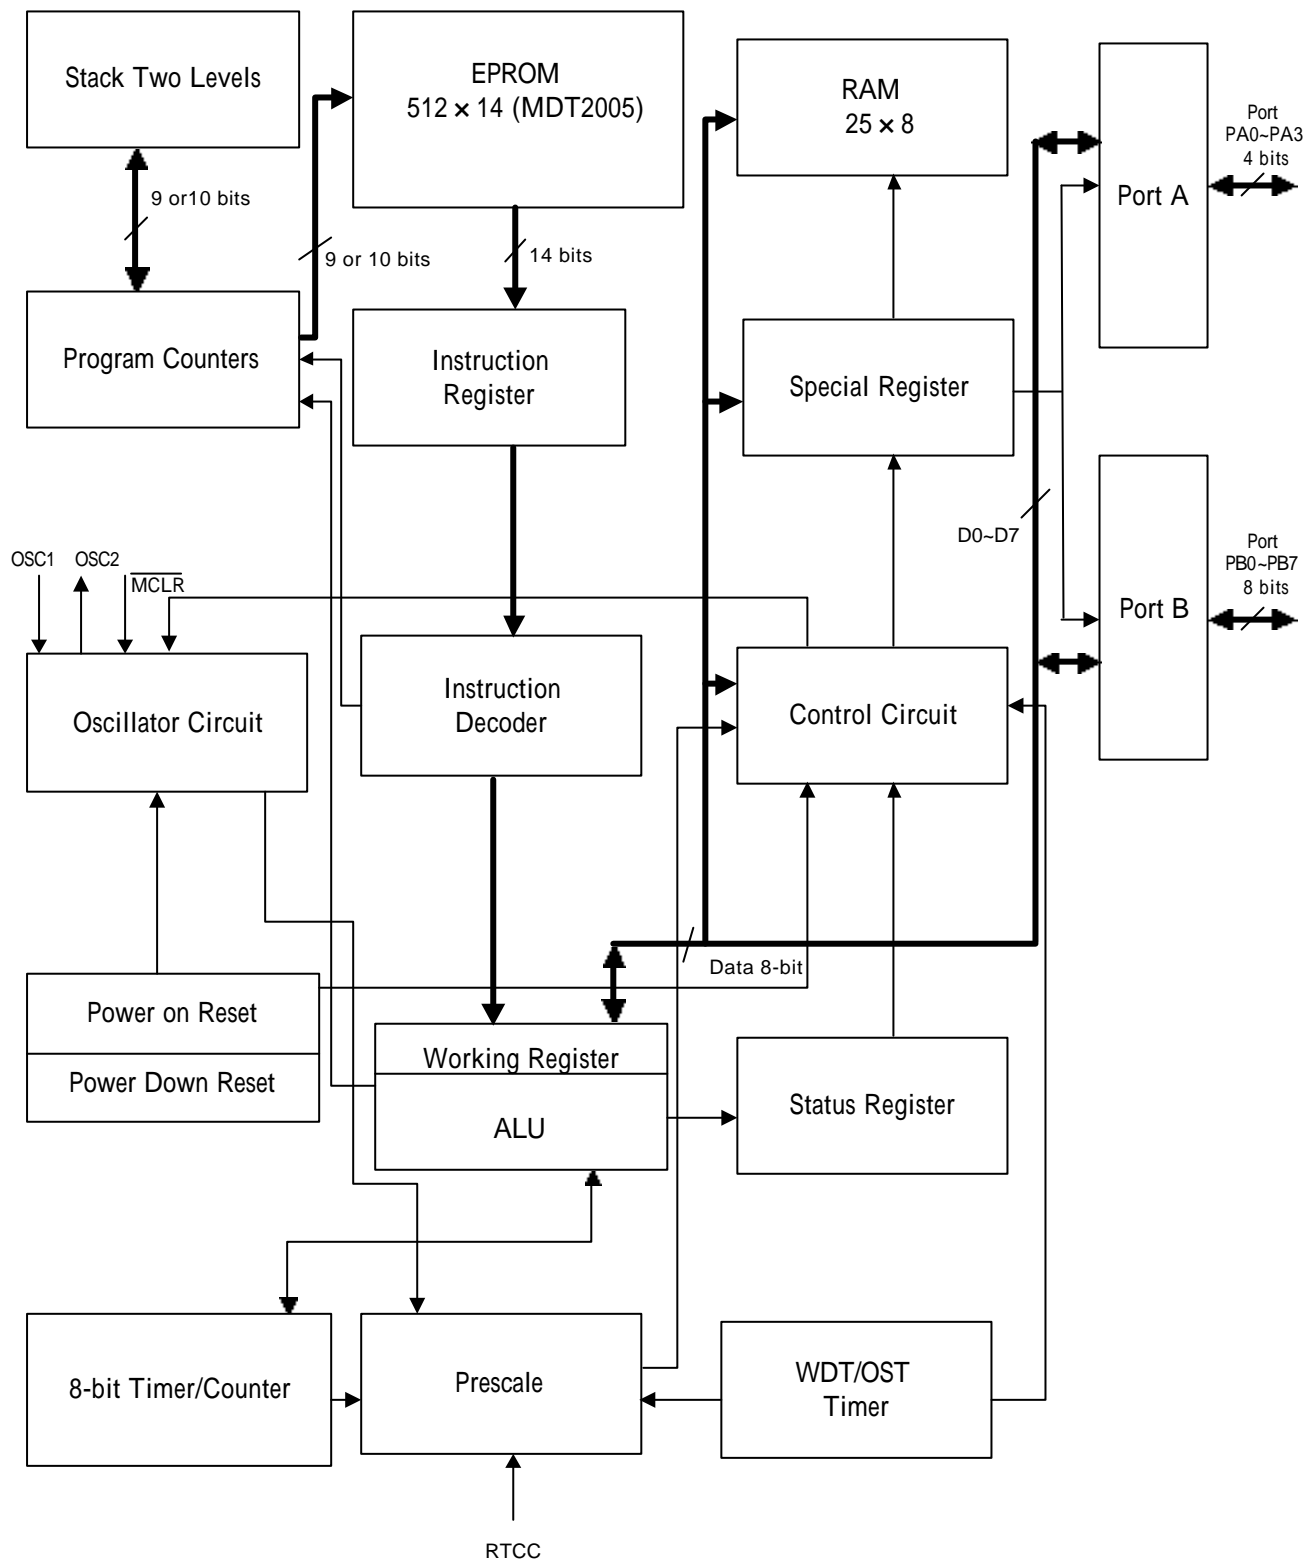 Stack Two Levels
EPROM
512 × 14 (MDT2005)
RAM
25 × 8
Port
PA0~PA3
4 bits
Port A
9 or10 bits
9 or 10 bits
14 bits
Program Counters
Instruction
Register
Special Register
D0~D7
Port
PB0~PB7
8 bits
Port B
OSC1
OSC2
MCLR
Oscillator Circuit
Instruction
Decoder
Control Circuit
Data 8-bit
Power on Reset
Power Down Reset
Working Register
ALU
Status Register
8-bit Timer/Counter
Prescale
WDT/OST
Timer
RTCC